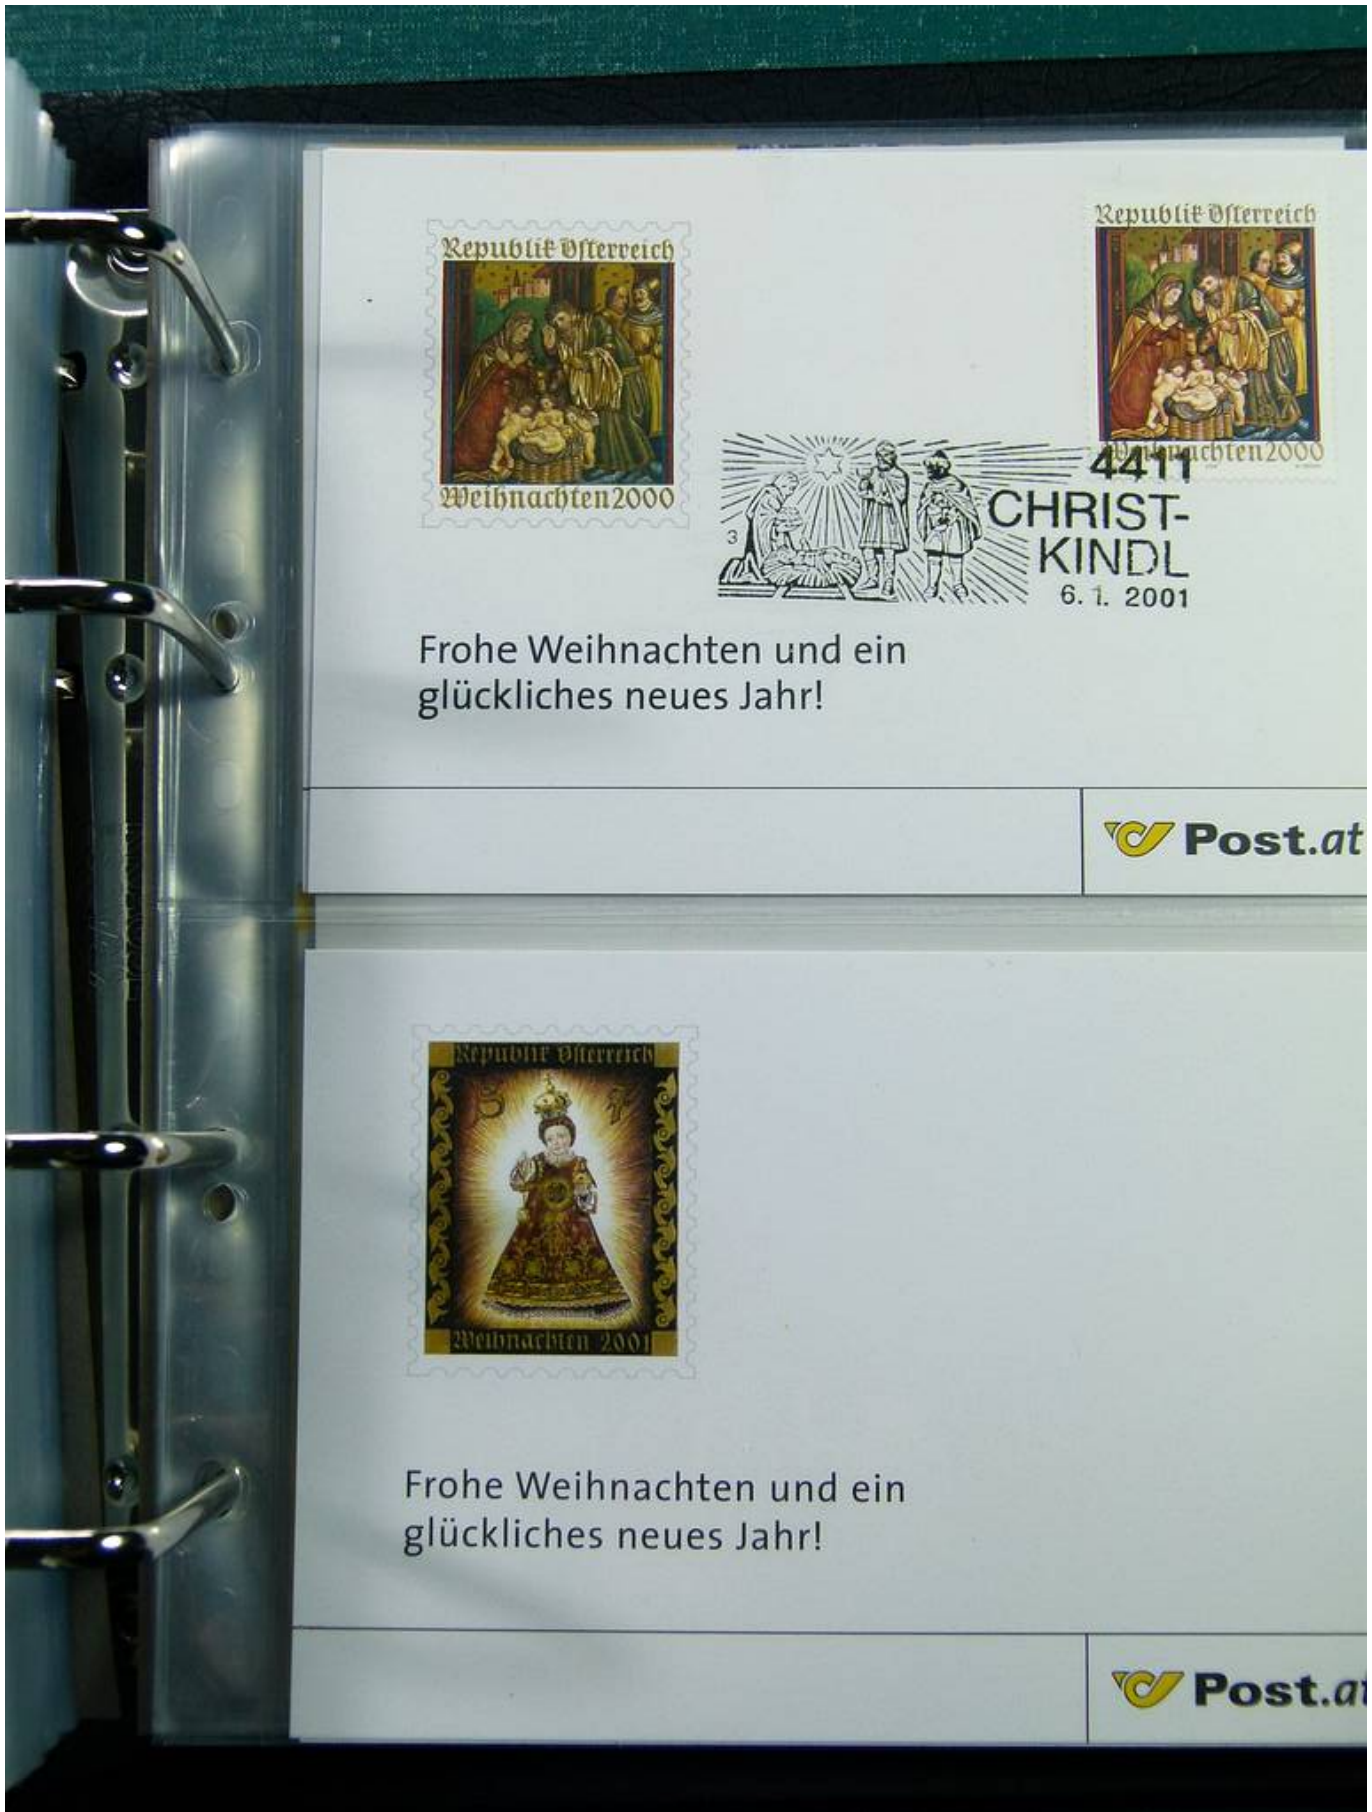 Republik Österreich
Weihnachten 2000
Republik Österreich
Weihnachten 2000
3
4411
CHRIST-
KINDL
6. 1. 2001
Frohe Weihnachten und ein
glückliches neues Jahr!
Post.at
Republik Österreich
S 7
Weihnachten 2001
Frohe Weihnachten und ein
glückliches neues Jahr!
Post.at